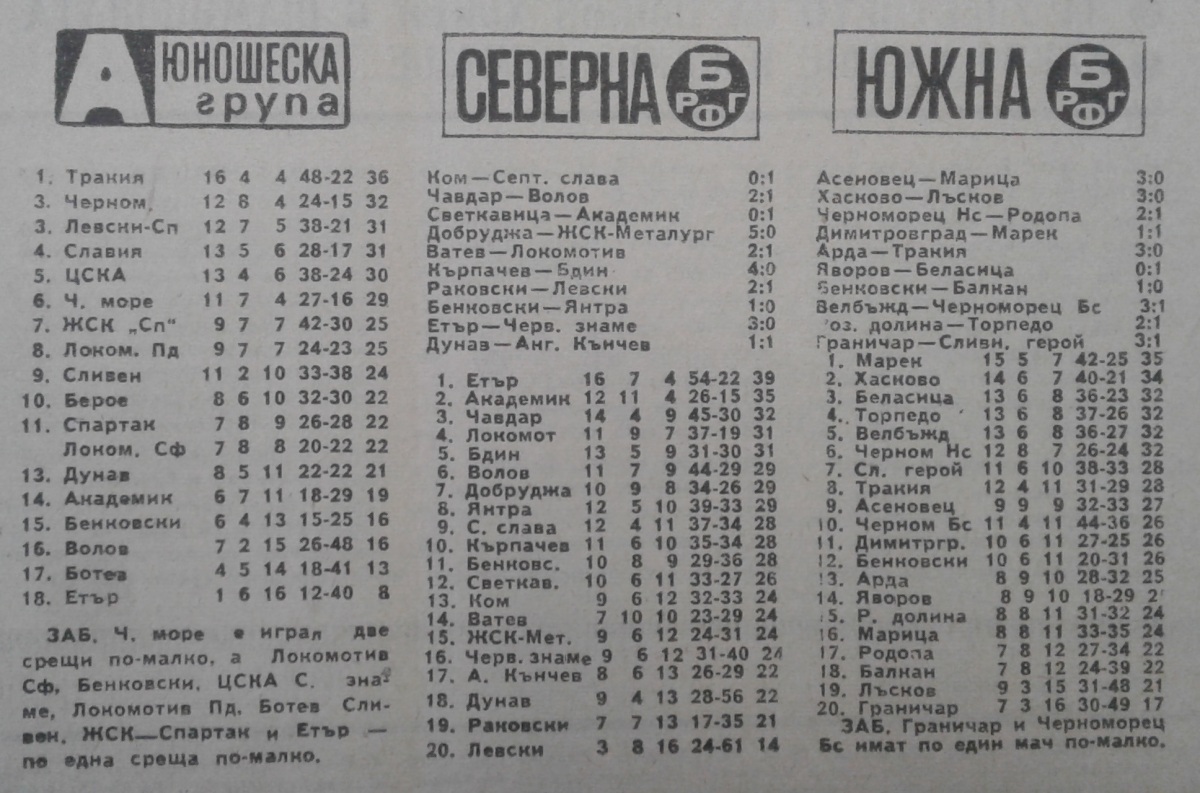 А ЮНОШЕСКА
група
1. Тракия 16 4 4 48-22 36
3. Черном. 12 8 4 24-15 32
3. Левски-Сп 12 7 5 38-21 31
4. Славия 13 5 6 28-17 31
5. ЦСКА 13 4 6 38-24 30
6. Ч. море 11 7 4 27-16 29
7. ЖСК „Сп“ 9 7 7 42-30 25
8. Локом. Пд 9 7 7 24-23 25
9. Сливен 11 2 10 33-38 24
10. Берое 8 6 10 32-30 22
11. Спартак 7 8 9 26-28 22
Локом. Сф 7 8 8 20-22 22
13. Дунав 8 5 11 22-22 21
14. Академик 6 7 11 18-29 19
15. Бенковски 6 4 13 15-25 16
16. Волов 7 2 15 26-48 16
17. Ботев 4 5 14 18-41 13
18. Етър 1 6 16 12-40 8
ЗАБ. Ч. море е играл две
срещи по-малко, а Локомотив
Сф, Бенковски, ЦСКА С. зна-
ме, Локомотив Пд, Ботев Сли-
вен, ЖСК—Спартак и Етър —
по една среща по-малко.
СЕВЕРНА Б РФГ
Ком—Септ. слава 0:1
Чавдар—Волов 2:1
Светкавица—Академик 0:1
Добруджа—ЖСК-Металург 5:0
Ватев—Локомотив 2:1
Кърпачев—Бдин 4:0
Раковски—Левски 2:1
Бенковски—Янтра 1:0
Етър—Черв. знаме 3:0
Дунав—Анг. Кънчев 1:1
1. Етър 16 7 4 54-22 39
2. Академик 12 11 4 26-15 35
3. Чавдар 14 4 9 45-30 32
4. Локомот 11 9 7 37-19 31
5. Бдин 13 5 9 31-30 31
6. Волов 11 7 9 44-29 29
7. Добруджа 10 9 8 34-26 29
8. Янтра 12 5 10 39-33 29
9. С. слава 12 4 11 37-34 28
10. Кърпачев 11 6 10 35-34 28
11. Бенковс. 10 8 9 29-36 28
12. Светкав. 10 6 11 33-27 26
13. Ком 9 6 12 32-33 24
14. Ватев 7 10 10 23-29 24
15. ЖСК-Мет. 9 6 12 24-31 24
16. Черв. знаме 9 6 12 31-40 24
17. А. Кънчев 8 6 13 26-29 22
18. Дунав 9 4 13 28-56 22
19. Раковски 7 7 13 17-35 21
20. Левски 3 8 16 24-61 14
ЮЖНА Б РФГ
Асеновец—Марица 3:0
Хасково—Лъсков 3:0
Черноморец Нс—Родопа 2:1
Димитровград—Марек 1:1
Арда—Тракия 3:0
Яворов—Беласица 0:1
Бенковски—Балкан 1:0
Велбъжд—Черноморец Бс 3:1
оз. долина—Торпедо 2:1
Граничар—Сливн. герой 3:1
1. Марек 15 5 7 42-25 35
2. Хасково 14 6 7 40-21 34
3. Беласица 13 6 8 36-23 32
4. Торпедо 13 6 8 37-26 32
5. Велбъжд 13 6 8 36-27 32
6. Черном Нс 12 8 7 26-24 32
7. Сл. герой 11 6 10 38-33 28
8. Тракия 12 4 11 31-29 28
9. Асеновец 9 9 9 32-33 27
10. Черном Бс 11 4 11 44-36 26
11. Димитргр. 10 6 11 27-25 26
12. Бенковски 10 6 11 20-31 26
13. Арда 8 9 10 28-32 25
14. Яворов 8 9 10 18-29 2
15. Р. долина 8 8 11 31-32 24
16. Марица 8 8 11 33-35 24
17. Родопа 7 8 12 27-34 22
18. Балкан 7 8 12 24-39 22
19. Лъсков 9 3 15 31-48 21
20. Граничар 7 3 16 30-49 17
ЗАБ. Граничар и Черноморец
Бс имат по един мач по-малко.